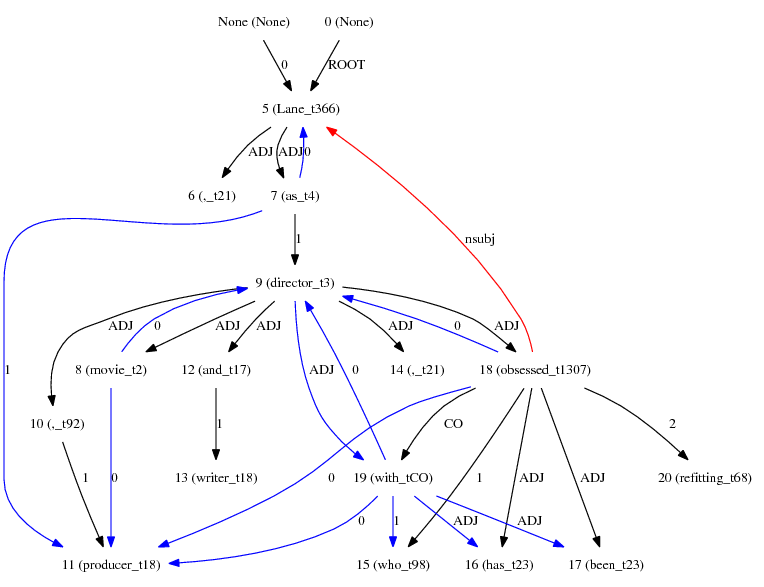 None (None) 0 (None)
0 ROOT
5 (Lane_t366)
ADJ ADJ 0
6 (,_t21) 7 (as_t4)
nsubj
1
9 (director_t3)
ADJ 0 ADJ ADJ ADJ 0 ADJ
1 ADJ 0
8 (movie_t2) 12 (and_t17) 14 (,_t21) 18 (obsessed_t1307)
10 (,_t92) 1 CO 2
1 0 13 (writer_t18) 0 19 (with_tCO) 1 ADJ ADJ 20 (refitting_t68)
0 1 ADJ ADJ
11 (producer_t18) 15 (who_t98) 16 (has_t23) 17 (been_t23)